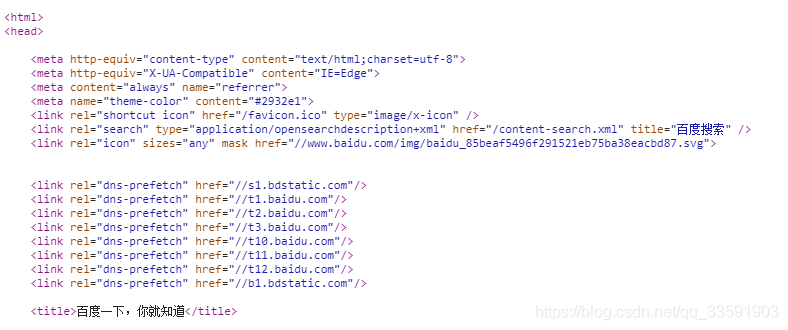 <html>
<head>
<meta http-equiv="content-type" content="text/html;charset=utf-8">
<meta http-equiv="X-UA-Compatible" content="IE=Edge">
<meta content="always" name="referrer">
<meta name="theme-color" content="#2932e1">
<link rel="shortcut icon" href="/favicon.ico" type="image/x-icon" />
<link rel="search" type="application/opensearchdescription+xml" href="/content-search.xml" title="百度搜索" />
<link rel="icon" sizes="any" mask href="//www.baidu.com/img/baidu_85beaf5496f291521eb75ba38eacbd87.svg">
<link rel="dns-prefetch" href="//s1.bdstatic.com"/>
<link rel="dns-prefetch" href="//t1.baidu.com"/>
<link rel="dns-prefetch" href="//t2.baidu.com"/>
<link rel="dns-prefetch" href="//t3.baidu.com"/>
<link rel="dns-prefetch" href="//t10.baidu.com"/>
<link rel="dns-prefetch" href="//t11.baidu.com"/>
<link rel="dns-prefetch" href="//t12.baidu.com"/>
<link rel="dns-prefetch" href="//b1.bdstatic.com"/>
<title>百度一下，你就知道</title>
https://blog.csdn.net/qq_33591903